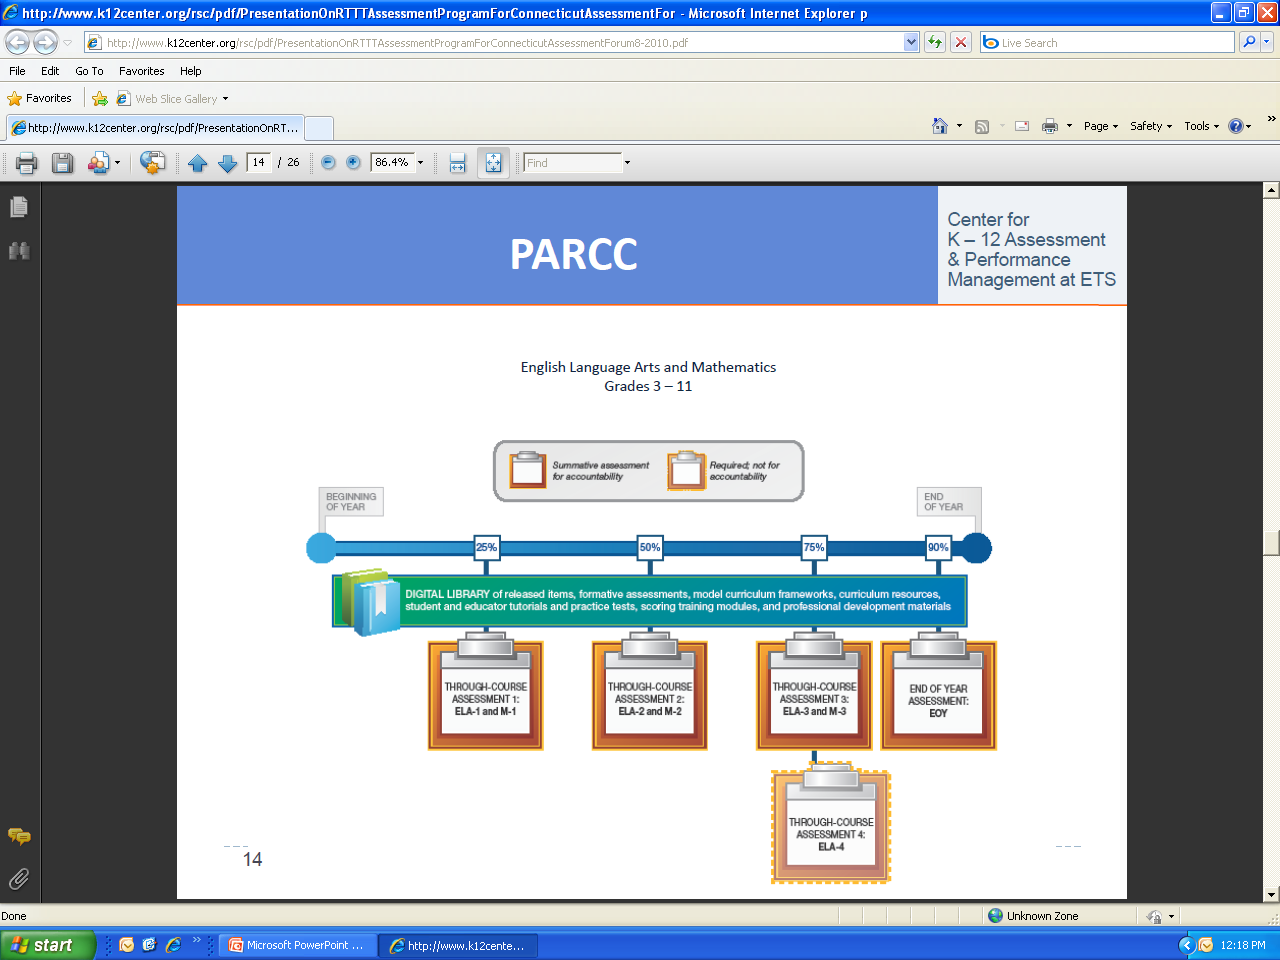 http://www.k12center.org/rsc/pdf/PresentationOnRTTTAssessmentProgramForConnecticutAssessmentFor - Microsoft Internet Explorer p
http://www.k12center.org/rsc/pdf/PresentationOnRTTTAssessmentProgramForConnecticutAssessmentForum8-2010.pdf
Live Search
File Edit Go To Favorites Help
Favorites Web Slice Gallery
http://www.k12center.org/rsc/pdf/PresentationOnRT...
Page Safety Tools
14 / 26 86.4% Find
PARCC
Center for
K – 12 Assessment
& Performance
Management at ETS
English Language Arts and Mathematics
Grades 3 – 11
Summative assessment
for accountability
Required; not for
accountability
BEGINNING
OF YEAR
END
OF YEAR
25% 50% 75% 90%
DIGITAL LIBRARY of released items, formative assessments, model curriculum frameworks, curriculum resources,
student and educator tutorials and practice tests, scoring training modules, and professional development materials
THROUGH-COURSE
ASSESSMENT 1:
ELA-1 and M-1
THROUGH-COURSE
ASSESSMENT 2:
ELA-2 and M-2
THROUGH-COURSE
ASSESSMENT 3:
ELA-3 and M-3
END OF YEAR
ASSESSMENT:
EOY
THROUGH-COURSE
ASSESSMENT 4:
ELA-4
14
Done
Unknown Zone
start
Microsoft PowerPoint ...
http://www.k12cente...
12:18 PM